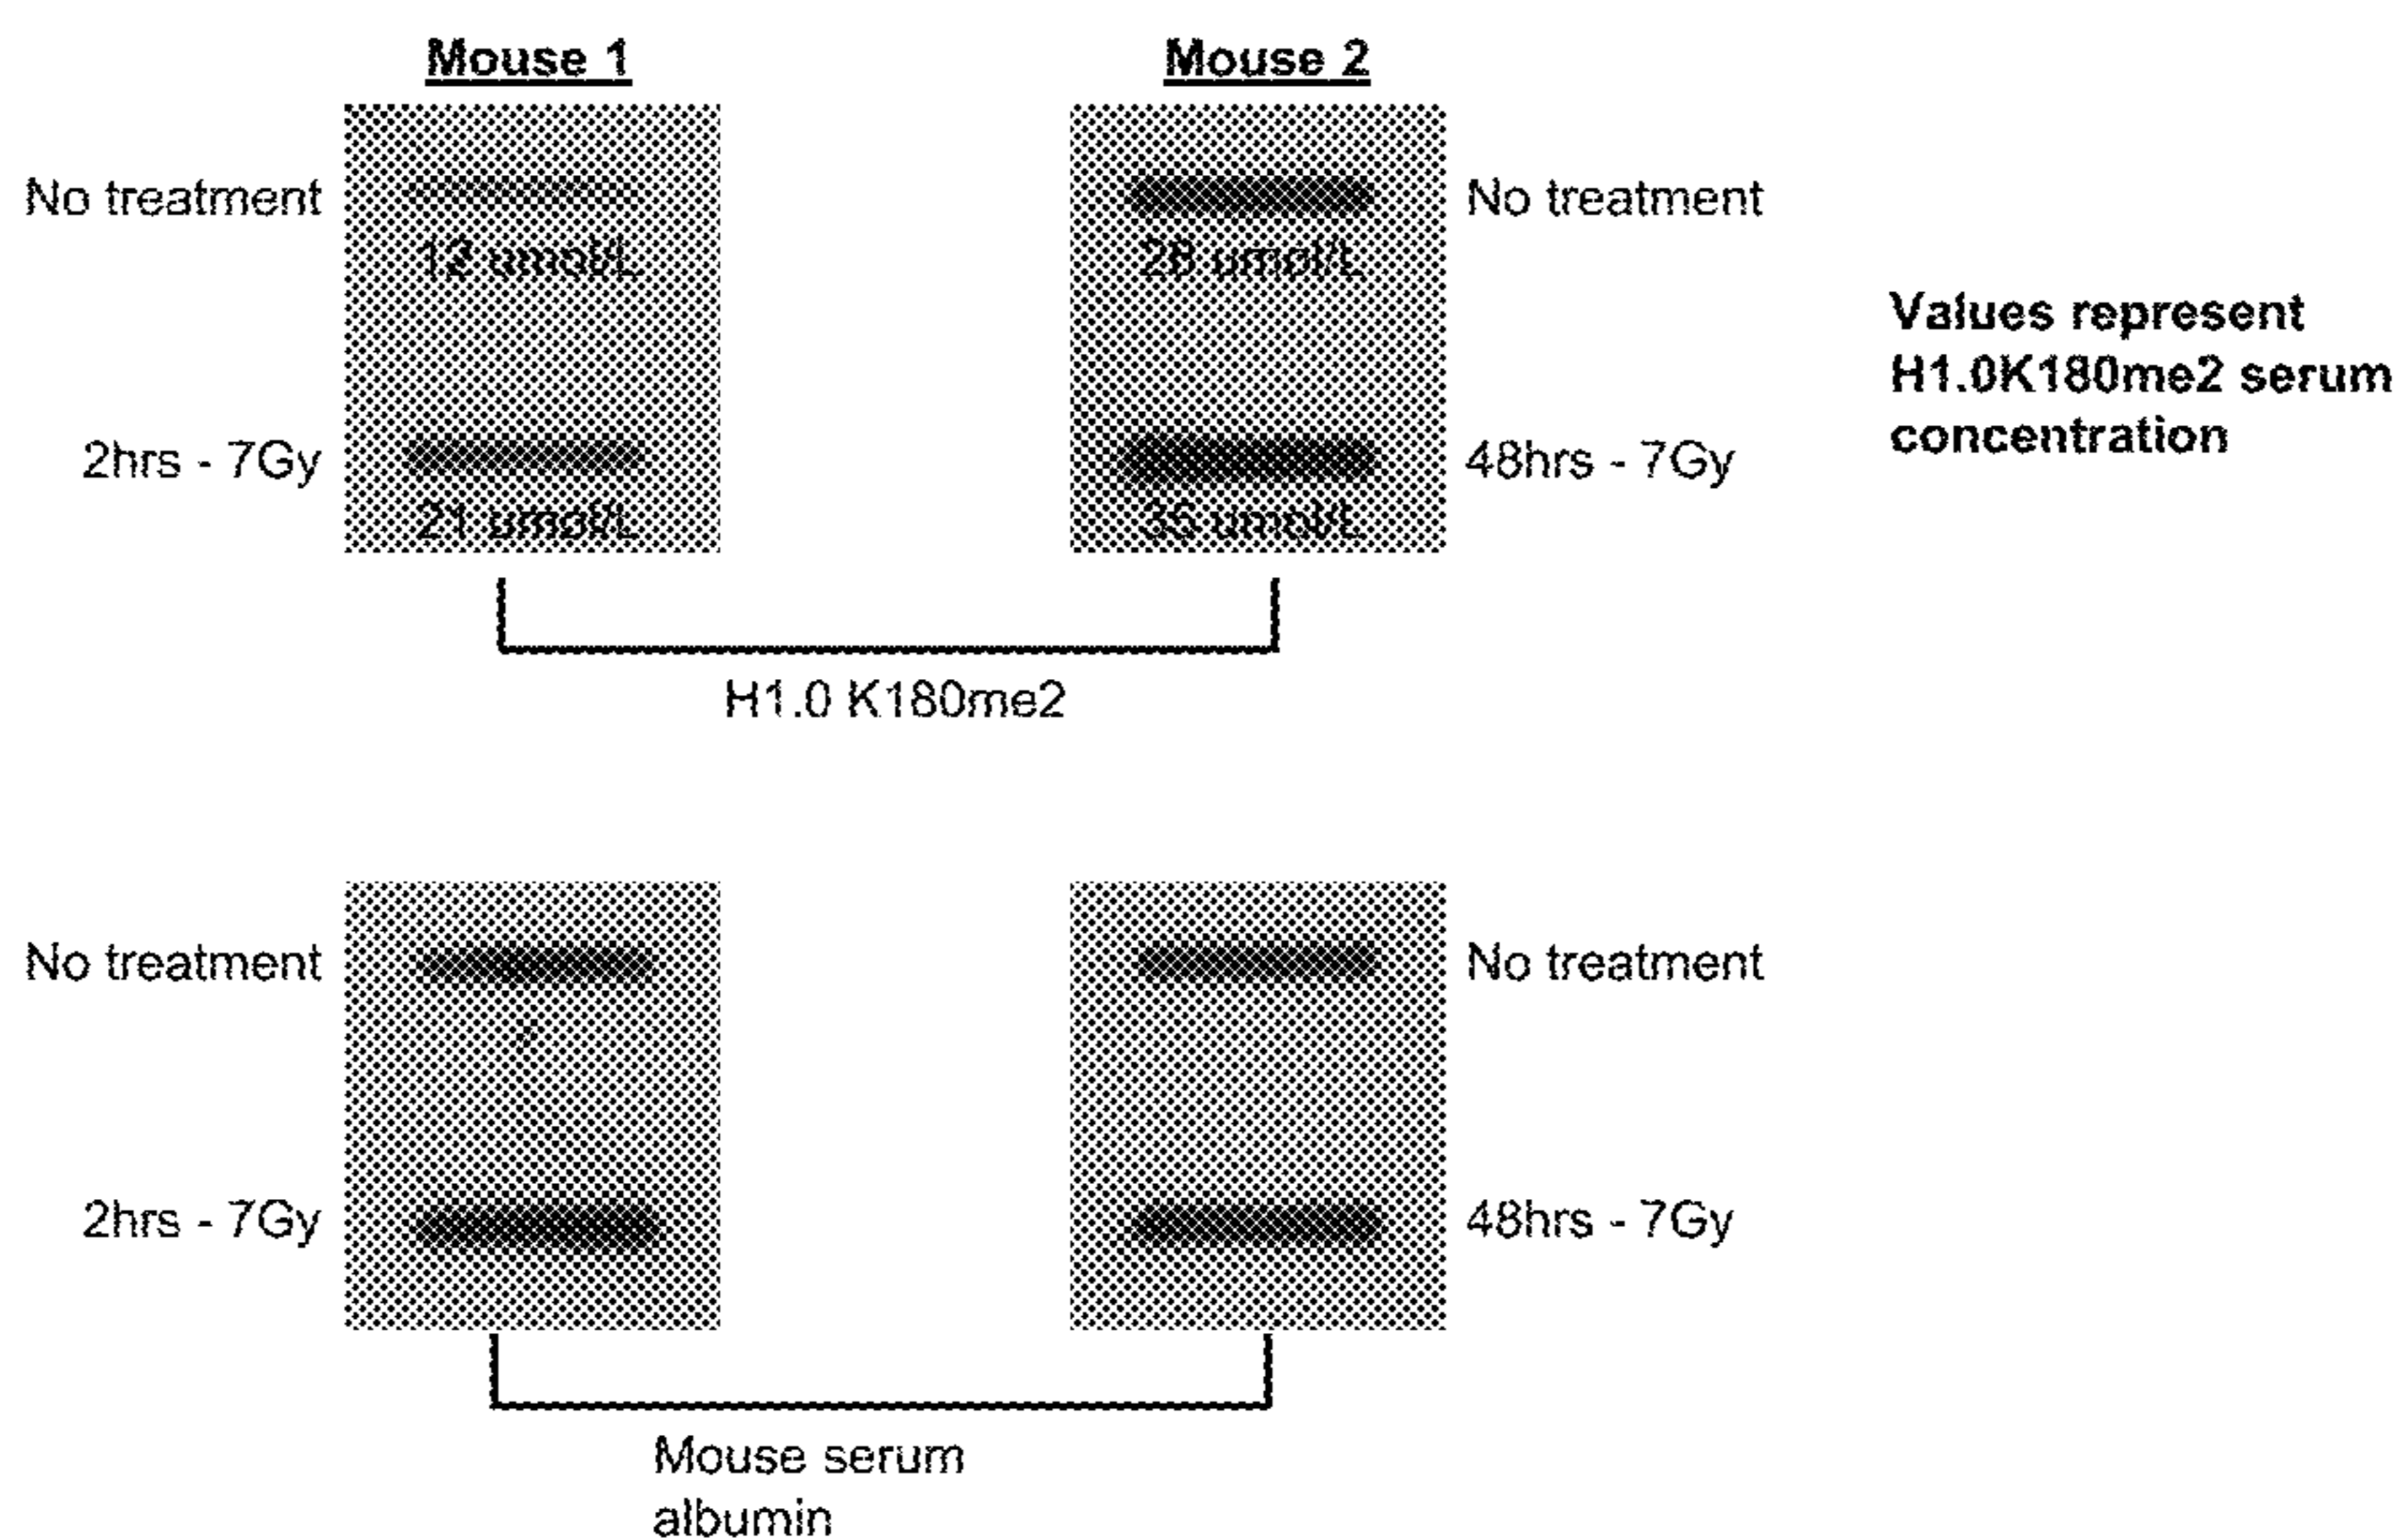 Mouse 1
Mouse 2
No treatment
12 umol/L
28 umol/L
No treatment
Values represent
H1.0K180me2 serum
concentration
2hrs - 7Gy
21 umol/L
35 umol/L
48hrs - 7Gy
H1.0 K180me2
No treatment
No treatment
2hrs - 7Gy
48hrs - 7Gy
Mouse serum
albumin